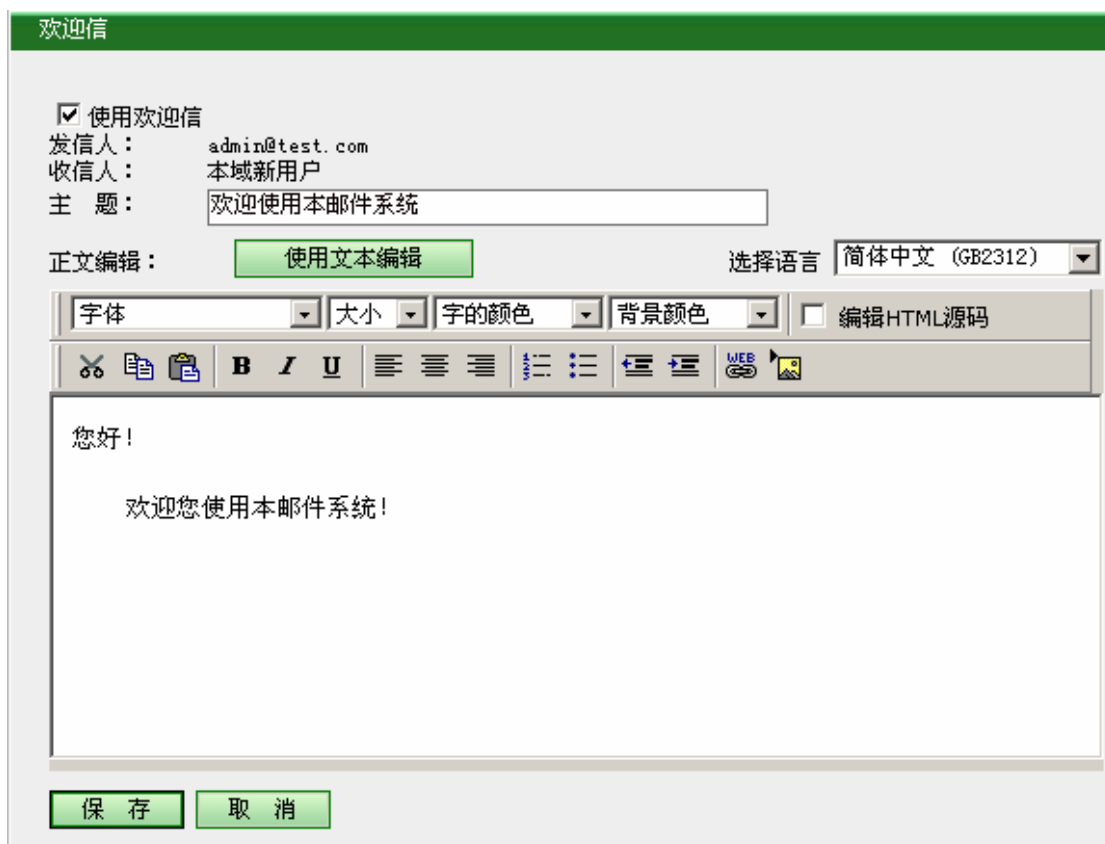 欢迎信
使用欢迎信
发信人： admin@test.com
收信人： 本域新用户
主 题： 欢迎使用本邮件系统
正文编辑： 使用文本编辑 选择语言 简体中文 (GB2312)
字体 大小 字的颜色 背景颜色 编辑HTML源码
B I U WEB
您好!
欢迎您使用本邮件系统!
保 存 取 消